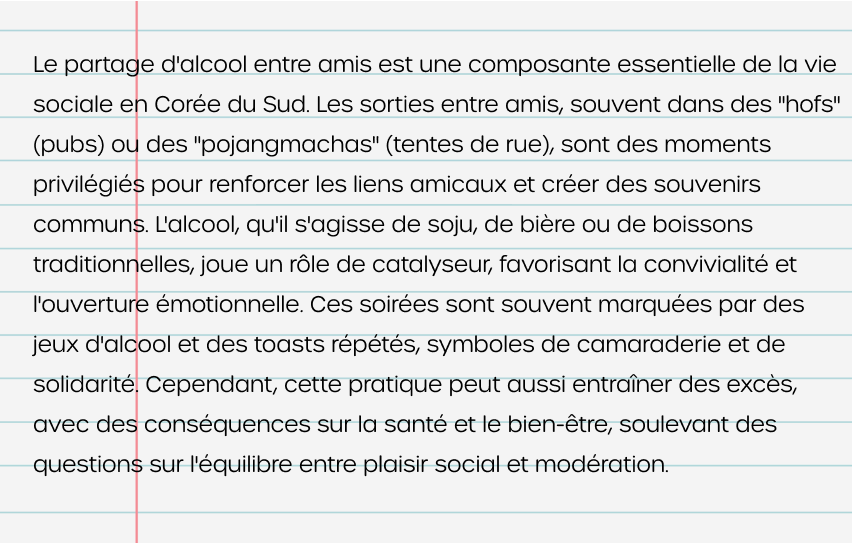 Le partage d'alcool entre amis est une composante essentielle de la vie
sociale en Corée du Sud. Les sorties entre amis, souvent dans des "hofs"
(pubs) ou des "pojangmachas" (tentes de rue), sont des moments
privilégiés pour renforcer les liens amicaux et créer des souvenirs
communs. L'alcool, qu'il s'agisse de soju, de bière ou de boissons
traditionnelles, joue un rôle de catalyseur, favorisant la convivialité et
l'ouverture émotionnelle. Ces soirées sont souvent marquées par des
jeux d'alcool et des toasts répétés, symboles de camaraderie et de
solidarité. Cependant, cette pratique peut aussi entraîner des excès,
avec des conséquences sur la santé et le bien-être, soulevant des
questions sur l'équilibre entre plaisir social et modération.